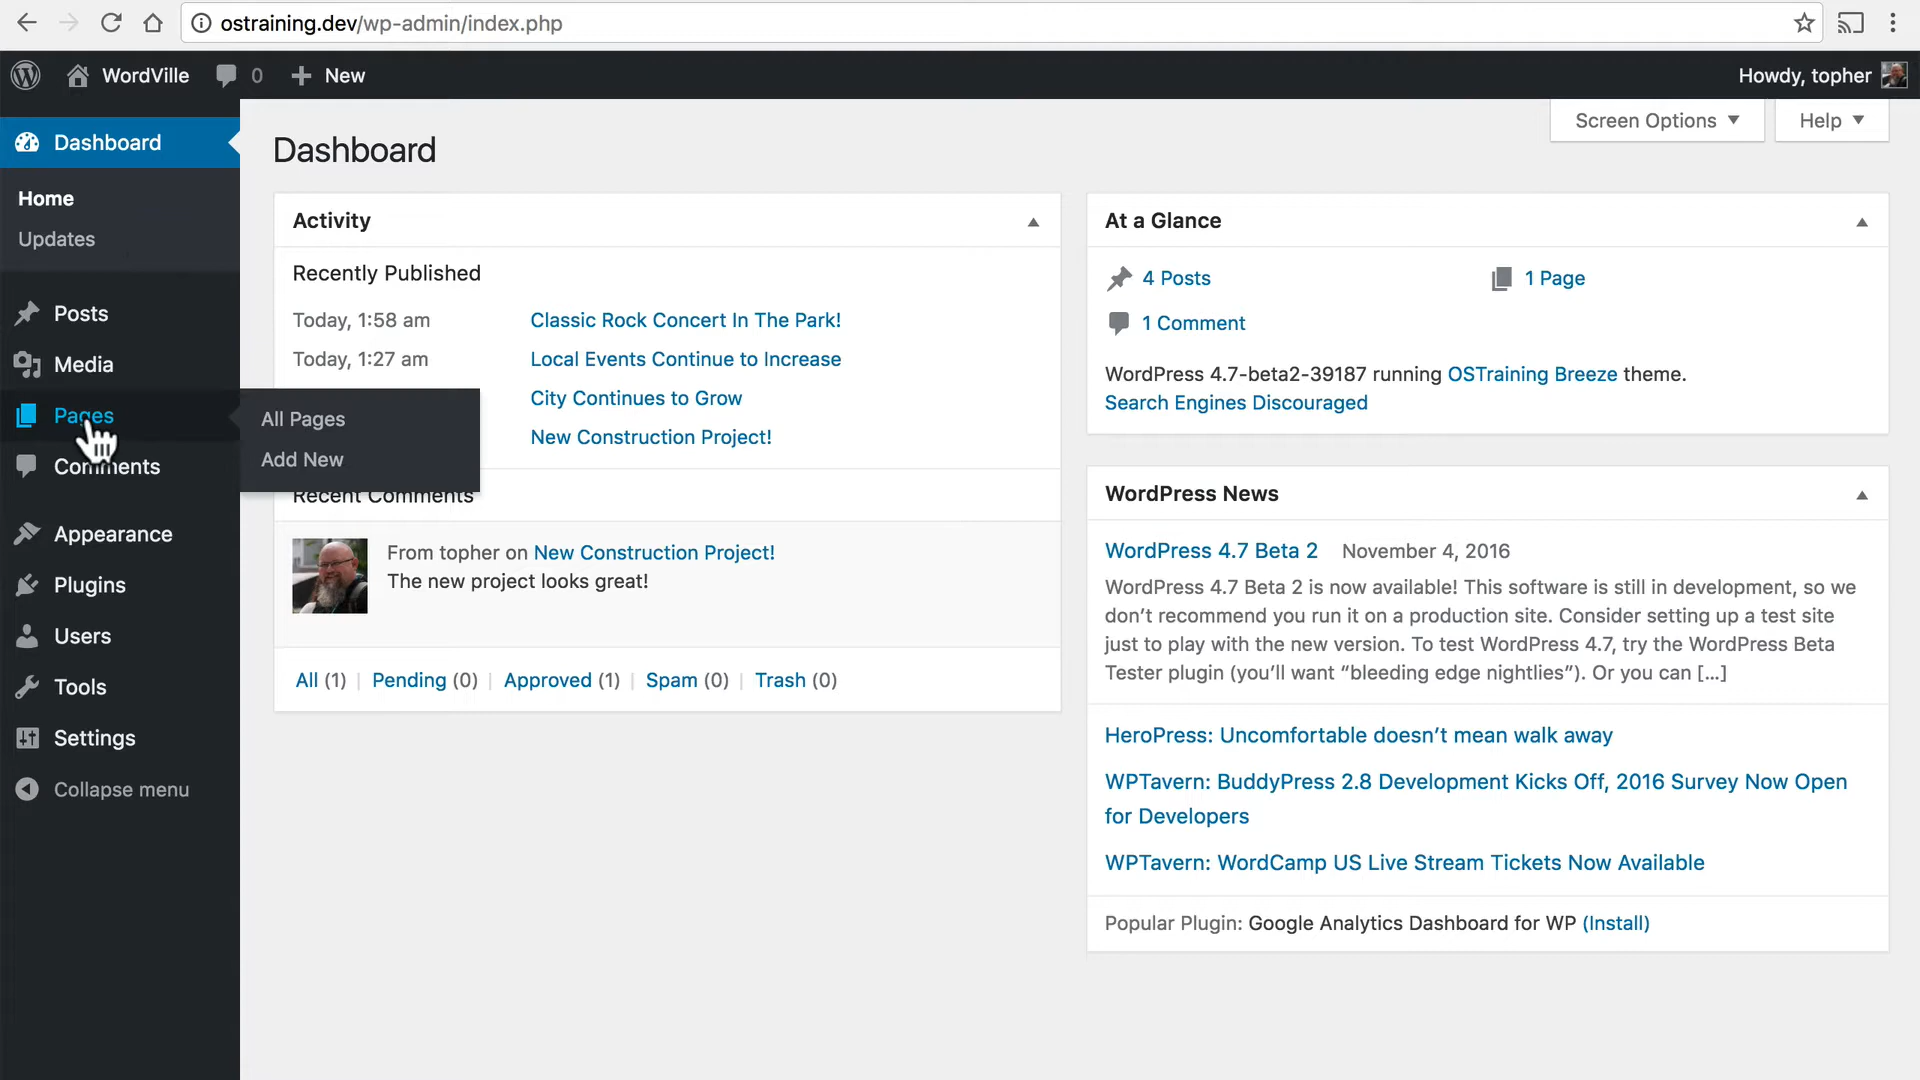 ostraining.dev/wp-admin/index.php
WordVille
0
New
Howdy, topher
Dashboard
Home
Updates
Posts
Media
Pages
Comments
Appearance
Plugins
Users
Tools
Settings
Collapse menu
All Pages
Add New
Screen Options
Help
Dashboard
Activity
Recently Published
Today, 1:58 am Classic Rock Concert In The Park!
Today, 1:27 am Local Events Continue to Increase
City Continues to Grow
New Construction Project!
Recent Comments
From topher on New Construction Project!
The new project looks great!
All (1) | Pending (0) | Approved (1) | Spam (0) | Trash (0)
At a Glance
4 Posts
1 Page
1 Comment
WordPress 4.7-beta2-39187 running OSTraining Breeze theme.
Search Engines Discouraged
WordPress News
WordPress 4.7 Beta 2 November 4, 2016
WordPress 4.7 Beta 2 is now available! This software is still in development, so we
don’t recommend you run it on a production site. Consider setting up a test site
just to play with the new version. To test WordPress 4.7, try the WordPress Beta
Tester plugin (you’ll want “bleeding edge nightlies”). Or you can [...]
HeroPress: Uncomfortable doesn’t mean walk away
WPTavern: BuddyPress 2.8 Development Kicks Off, 2016 Survey Now Open
for Developers
WPTavern: WordCamp US Live Stream Tickets Now Available
Popular Plugin: Google Analytics Dashboard for WP (Install)